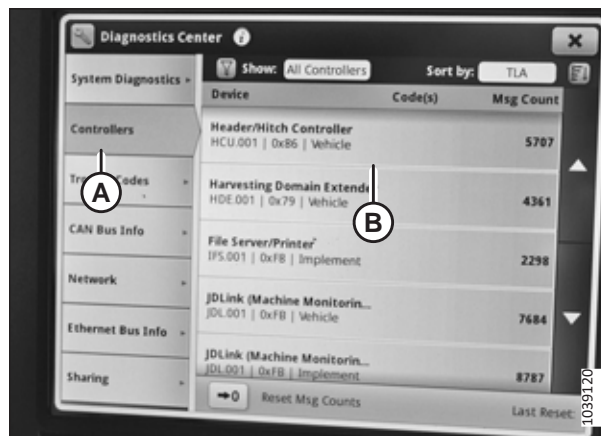 Diagnostics Center
System Diagnostics
Show: All Controllers Sort by: TLA
Device Code(s) Msg Count
Controllers
A
Header/Hitch Controller
HCU.001 | 0x86 | Vehicle
5707
Codes
B
Harvesting Domain Extende
HDE.001 | 0x79 | Vehicle
4361
CAN Bus Info
File Server/Printer
IFS.001 | 0xF8 | Implement
2298
Network
JDLink (Machine Monitorin...
JDL.001 | 0xFB | Vehicle
7684
Ethernet Bus Info
JDLink (Machine Monitorin...
JDL.001 | 0xFB | Implement
8787
Sharing
→0 Reset Msg Counts
Last Reset:
1039120